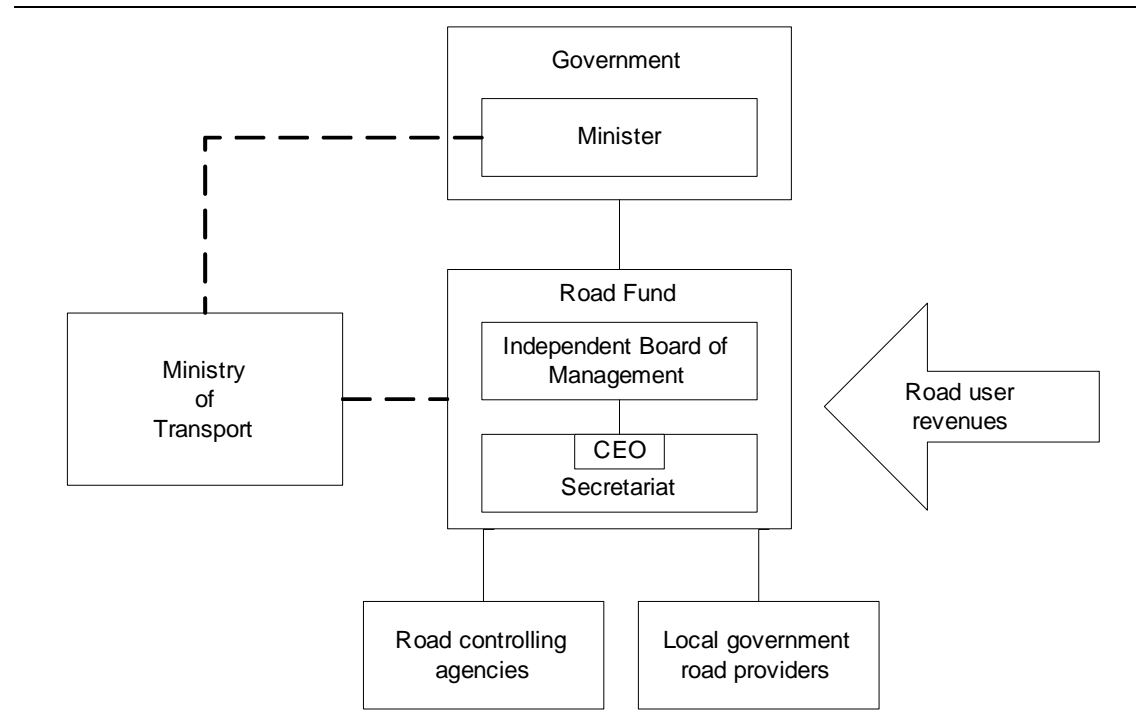 Government
Minister
Road Fund
Independent Board of
Management
CEO
Secretariat
Ministry
of
Transport
Road user
revenues
Road controlling
agencies
Local government
road providers